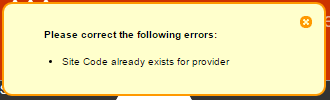 Please correct the following errors:
• Site Code already exists for provider